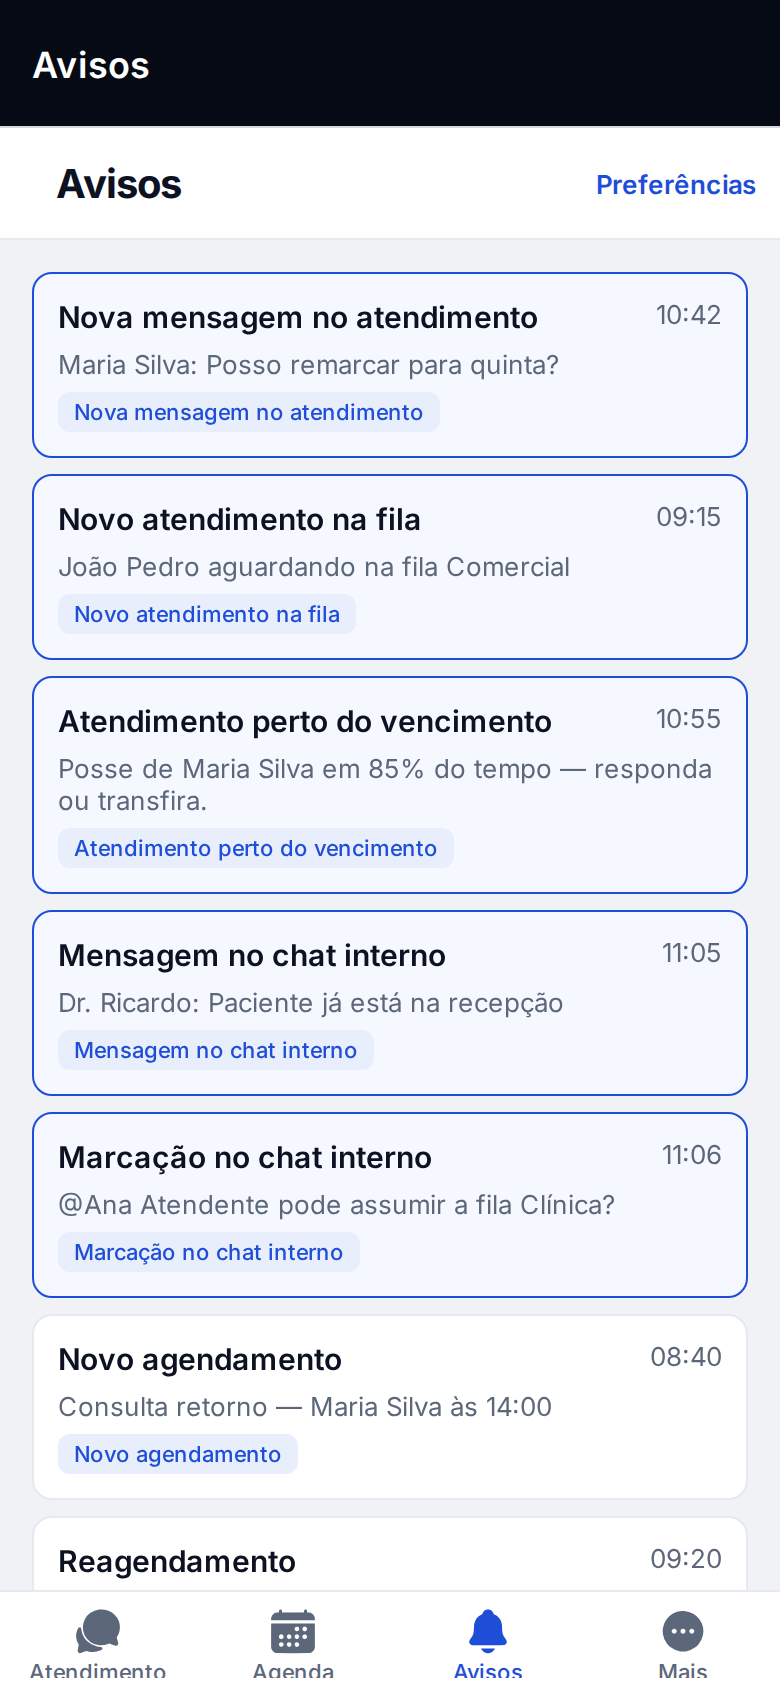 Avisos
Avisos
Preferências
Nova mensagem no atendimento
10:42
Maria Silva: Posso remarcar para quinta?
Nova mensagem no atendimento
Novo atendimento na fila
09:15
João Pedro aguardando na fila Comercial
Novo atendimento na fila
Atendimento perto do vencimento
10:55
Posse de Maria Silva em 85% do tempo — responda
ou transfira.
Atendimento perto do vencimento
Mensagem no chat interno
11:05
Dr. Ricardo: Paciente já está na recepção
Mensagem no chat interno
Marcação no chat interno
11:06
@Ana Atendente pode assumir a fila Clínica?
Marcação no chat interno
Novo agendamento
08:40
Consulta retorno — Maria Silva às 14:00
Novo agendamento
Reagendamento
09:20
Atendimento
Agenda
Avisos
Mais